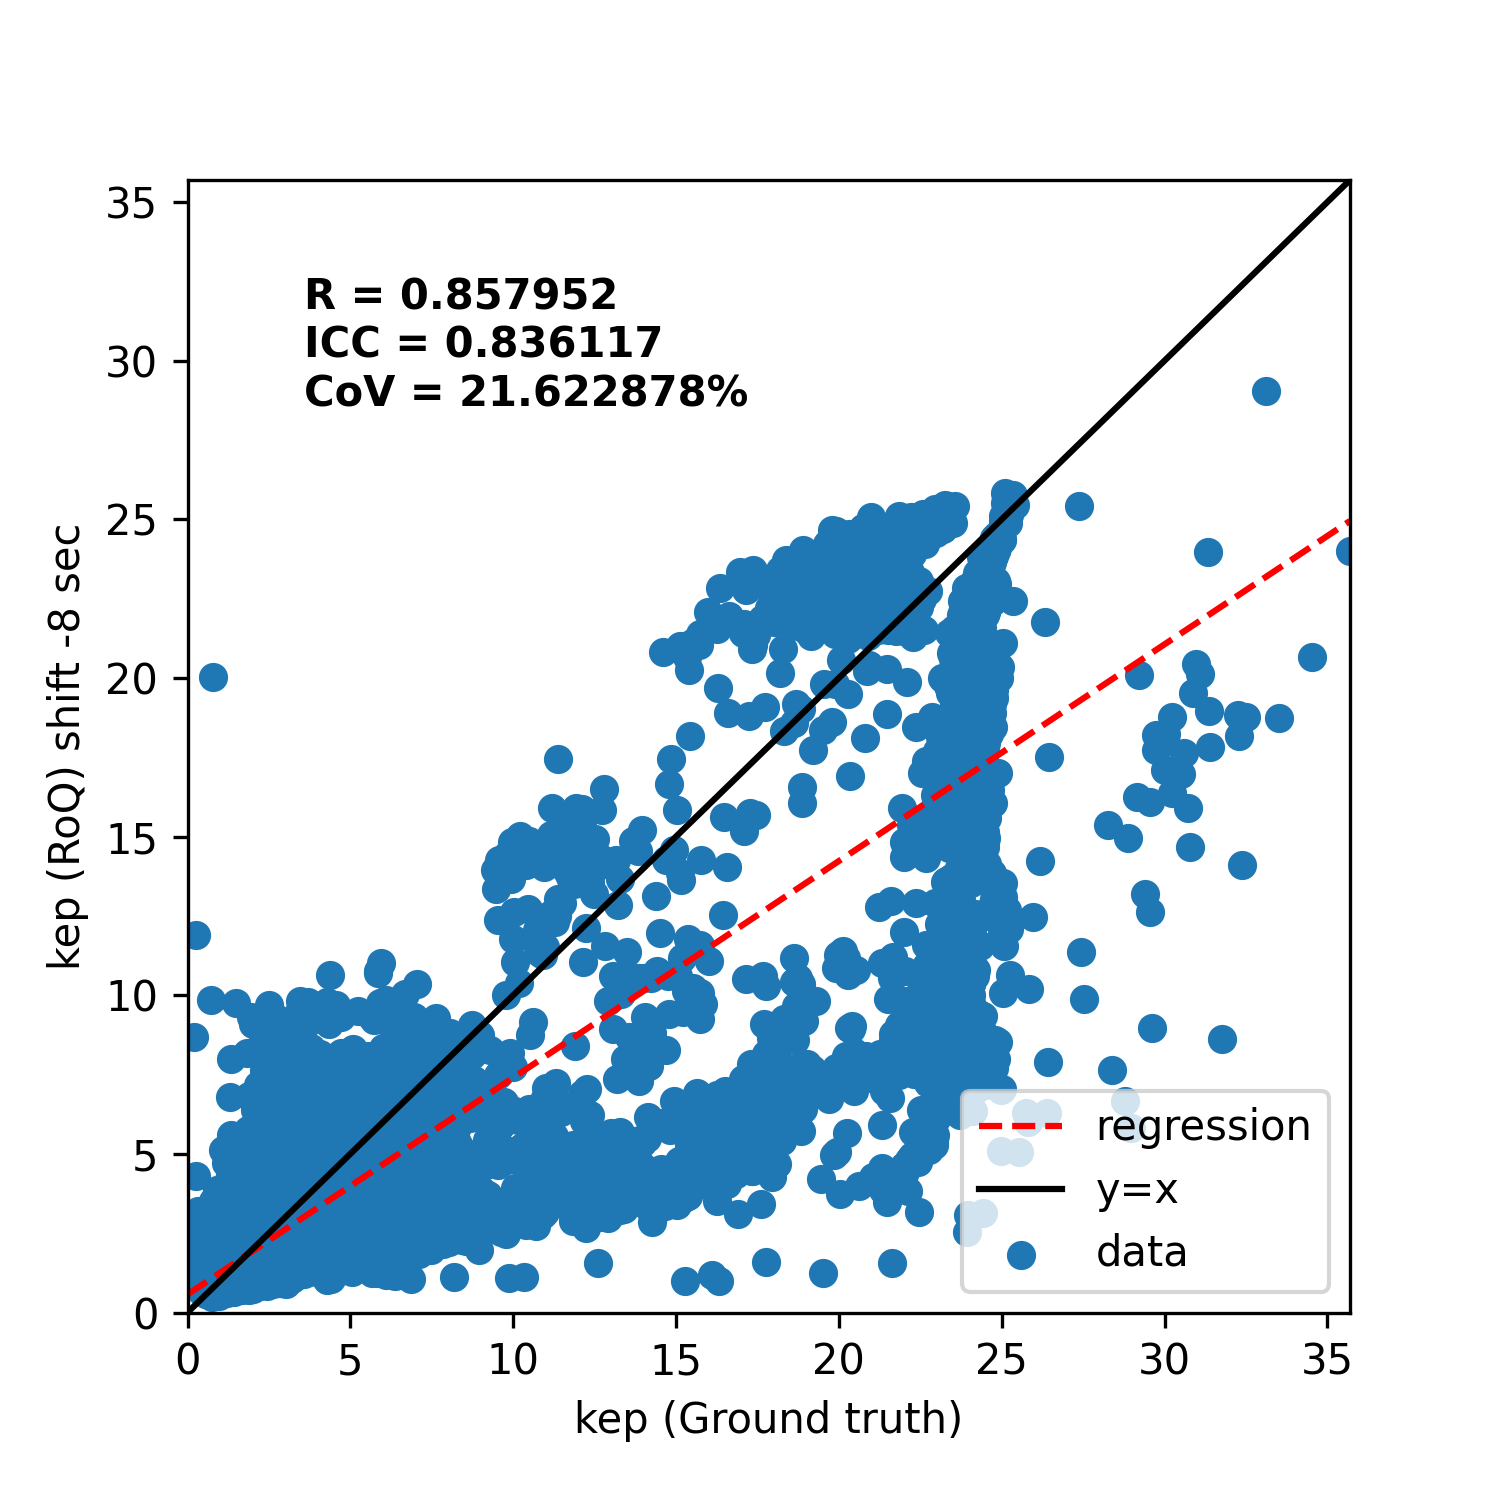 R = 0.857952
ICC = 0.836117
CoV = 21.622878%
kep (RoQ) shift -8 sec
35
30
25
20
15
10
5
0
0 5 10 15 20 25 30 35
kep (Ground truth)
regression
y=x
data